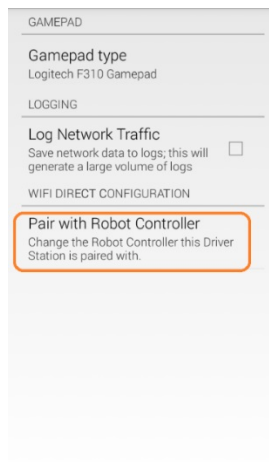 GAMEPAD
Gamepad type
Logitech F310 Gamepad
LOGGING
Log Network Traffic
Save network data to logs; this will
generate a large volume of logs
WIFI DIRECT CONFIGURATION
Pair with Robot Controller
Change the Robot Controller this Driver
Station is paired with.